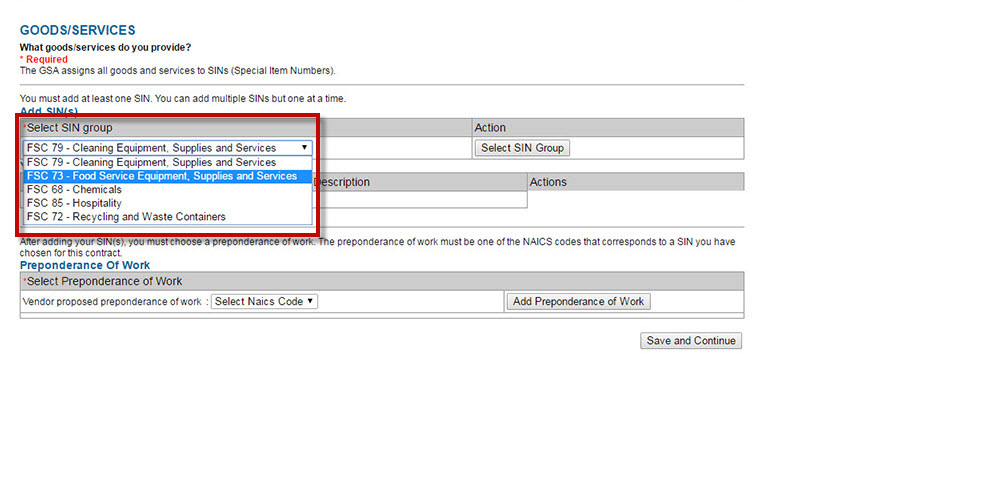 GOODS/SERVICES
What goods/services do you provide?
* Required
The GSA assigns all goods and services to SINs (Special Item Numbers).
You must add at least one SIN. You can add multiple SINs but one at a time.
Add SIN(s)
*Select SIN group
Action
FSC 79 - Cleaning Equipment, Supplies and Services
Select SIN Group
FSC 79 - Cleaning Equipment, Supplies and Services
FSC 73 - Food Service Equipment, Supplies and Services
Description
Actions
FSC 68 - Chemicals
FSC 85 - Hospitality
FSC 72 - Recycling and Waste Containers
After adding your SIN(s), you must choose a preponderance of work. The preponderance of work must be one of the NAICS codes that corresponds to a SIN you have
chosen for this contract.
Preponderance Of Work
*Select Preponderance of Work
Vendor proposed preponderance of work : Select Naics Code
Add Preponderance of Work
Save and Continue